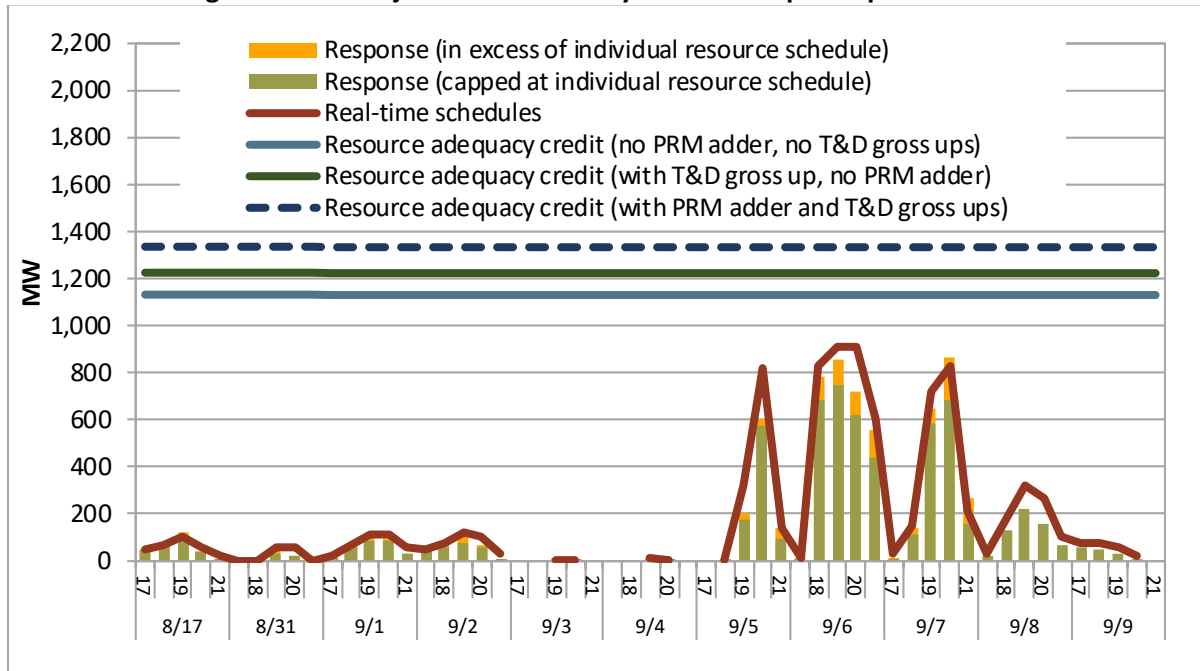 2,200
2,000
1,800
1,600
1,400
1,200
1,000
800
600
400
200
0
MW
Response (in excess of individual resource schedule)
Response (capped at individual resource schedule)
Real-time schedules
Resource adequacy credit (no PRM adder, no T&D gross ups)
Resource adequacy credit (with T&D gross up, no PRM adder)
Resource adequacy credit (with PRM adder and T&D gross ups)
17 19 21 18 20 17 19 21 18 20 17 19 21 18 20 17 19 21 18 20 17 19 21 18 20 17 19 21
8/17 8/31 9/1 9/2 9/3 9/4 9/5 9/6 9/7 9/8 9/9